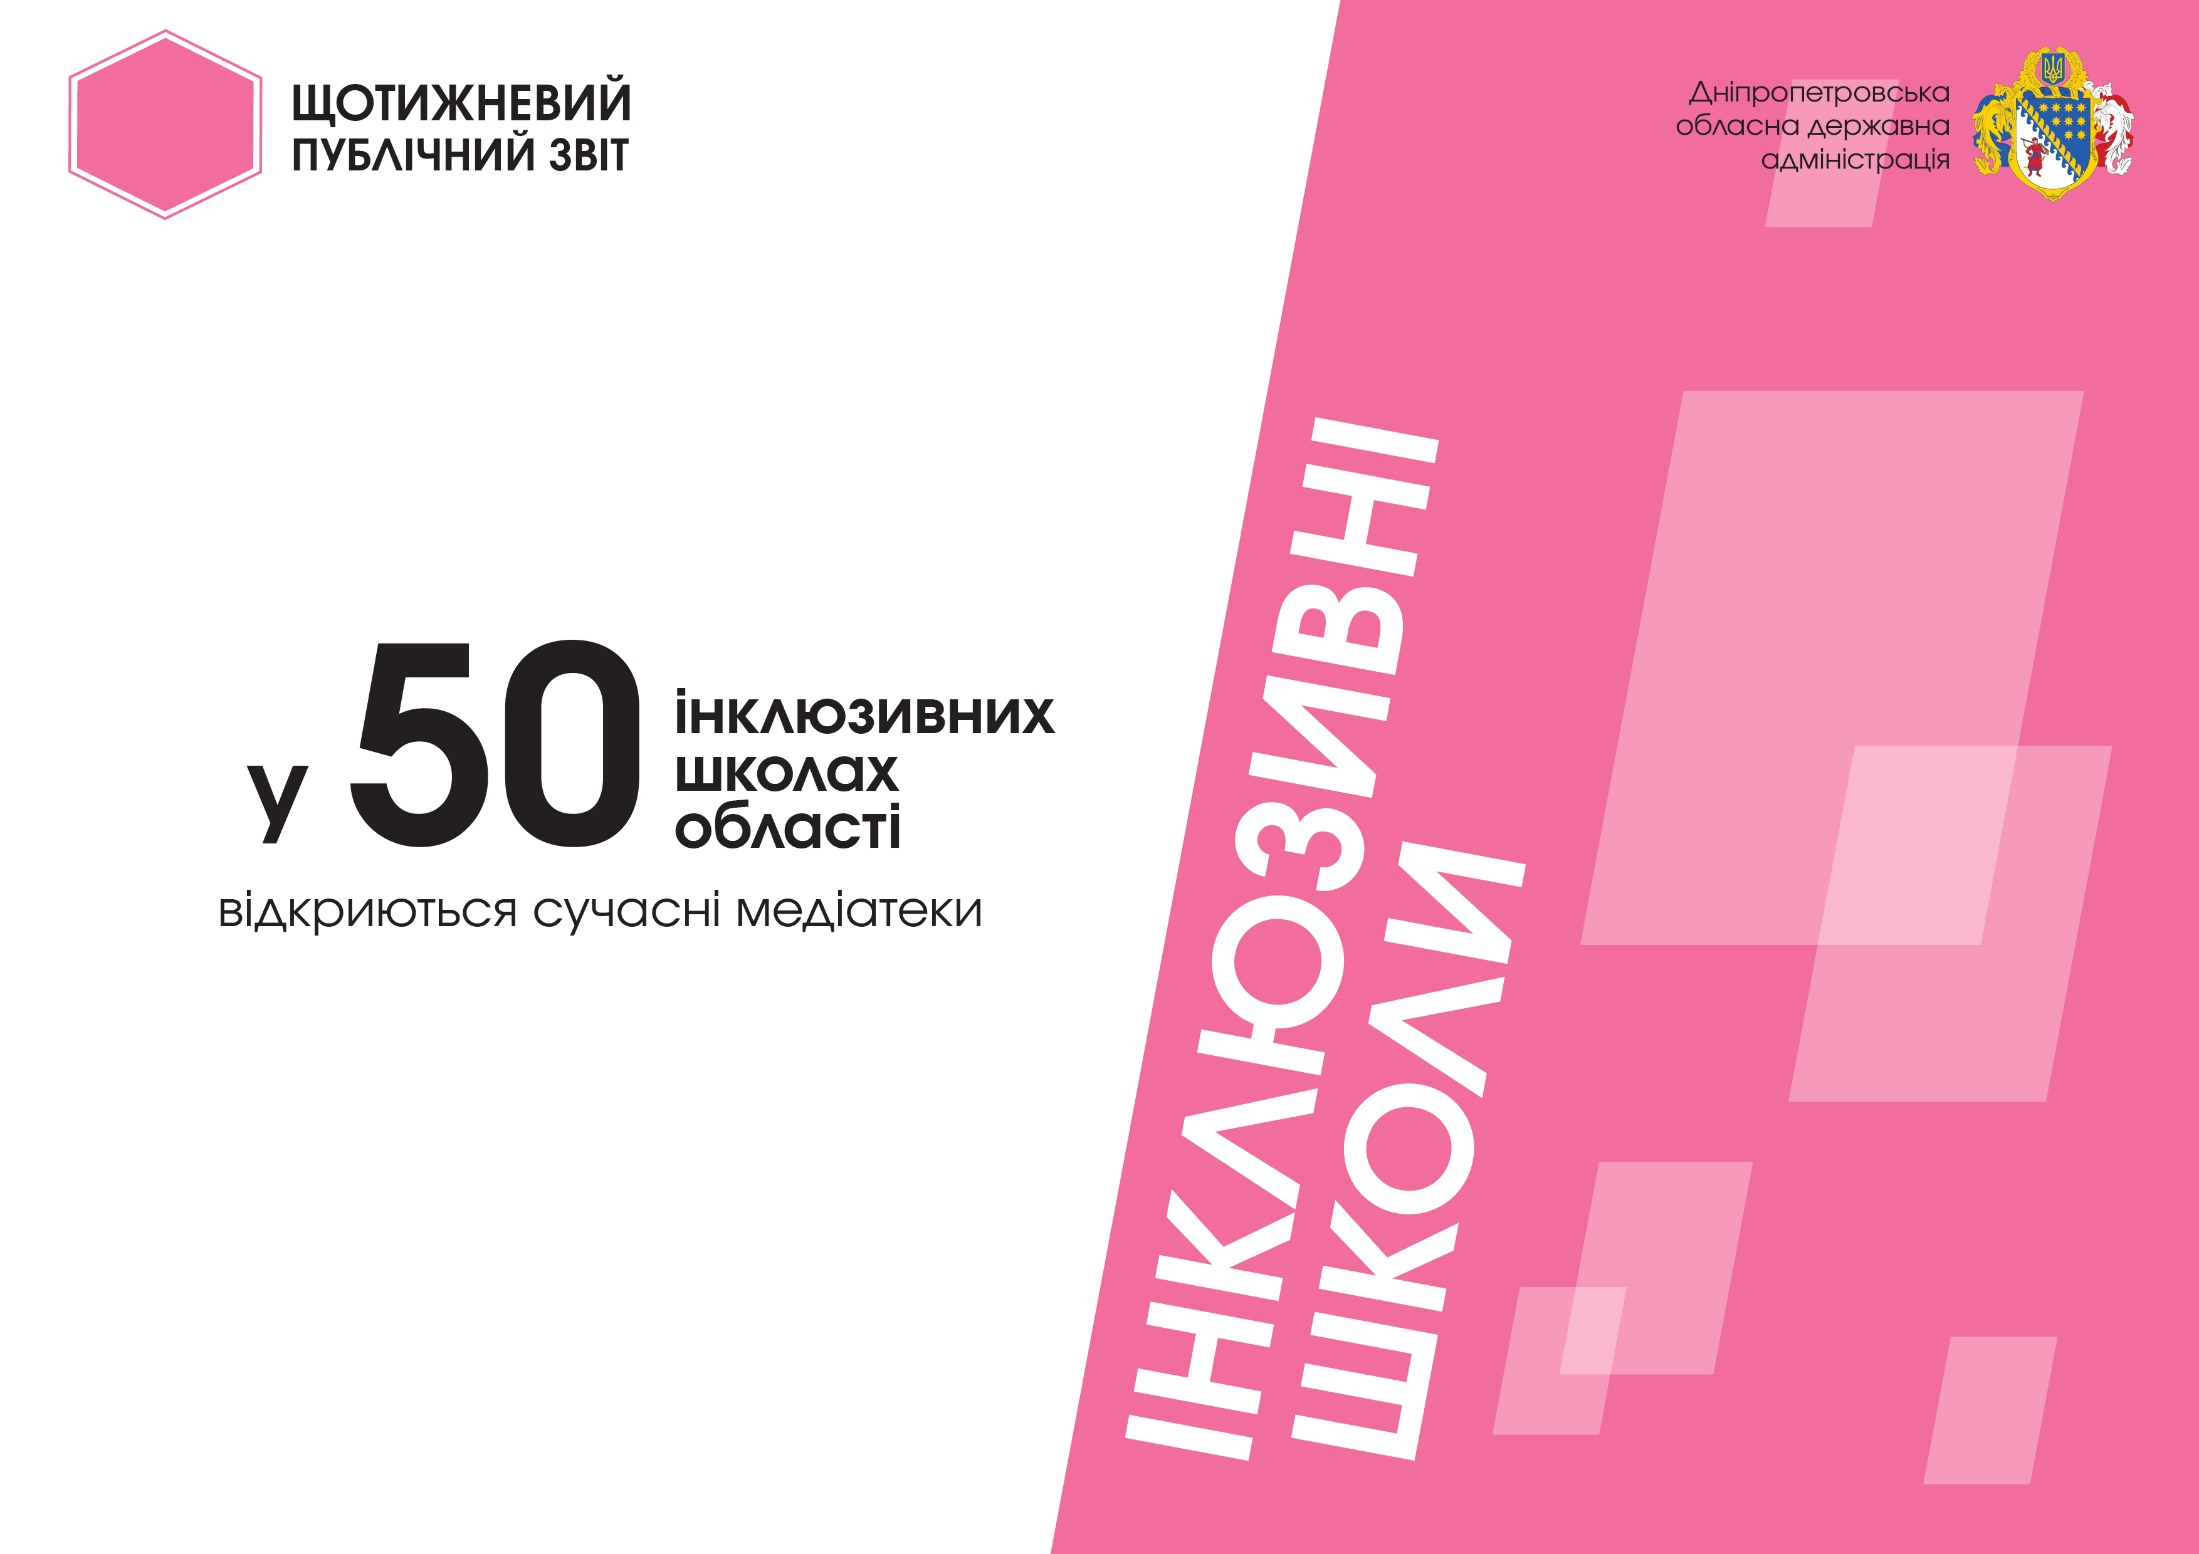 ЩОТИЖНЕВИЙ
ПУБЛІЧНИЙ ЗВІТ
Дніпропетровська
обласна державна
адміністрація
у 50 інклюзивних
школах
області
відкриються сучасні медіатеки
ІНКЛЮЗИВНІ
ШКОЛИ